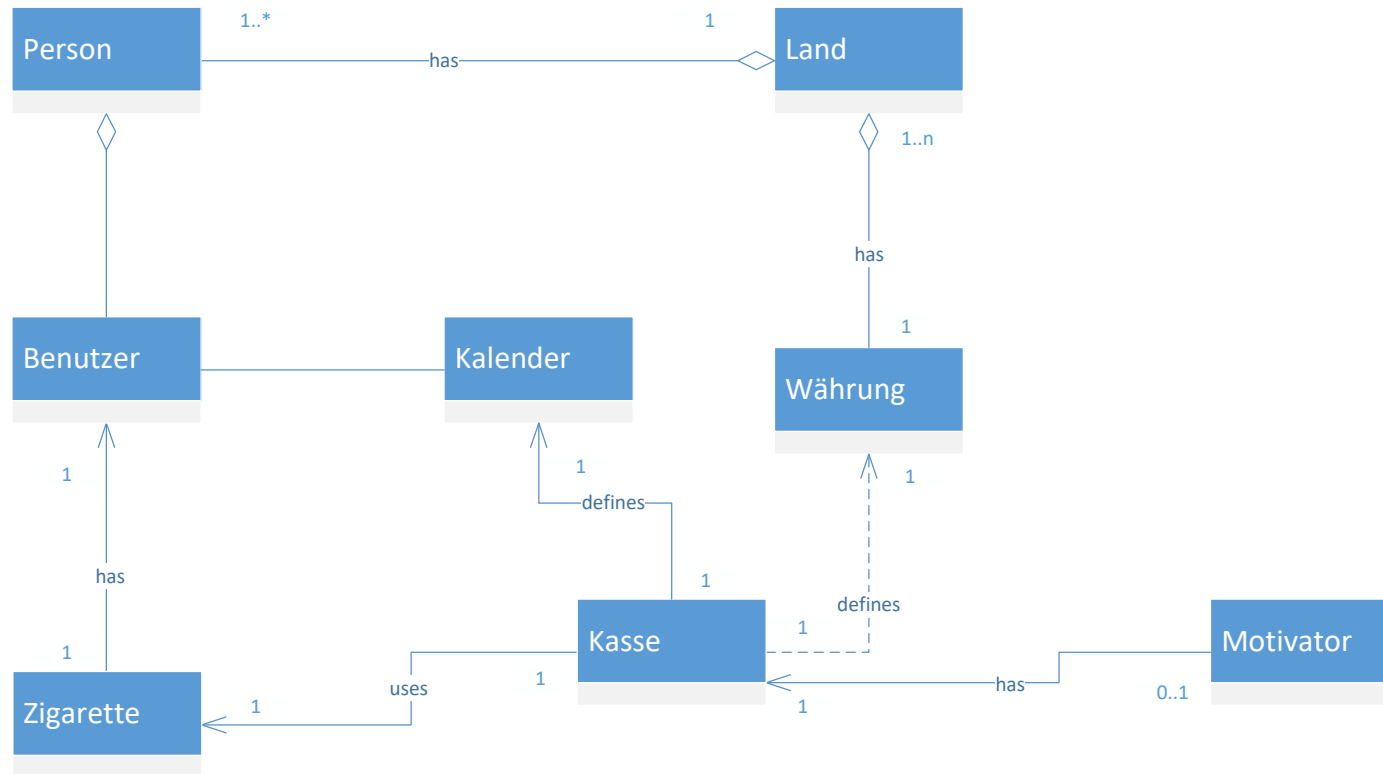 1..*
1
Person
has
Land
1..n
has
1
Benutzer
Kalender
Währung
1
1
1
defines
has
1
defines
1
Kasse
1
Motivator
1
uses
1
has
0..1
Zigarette
1
1